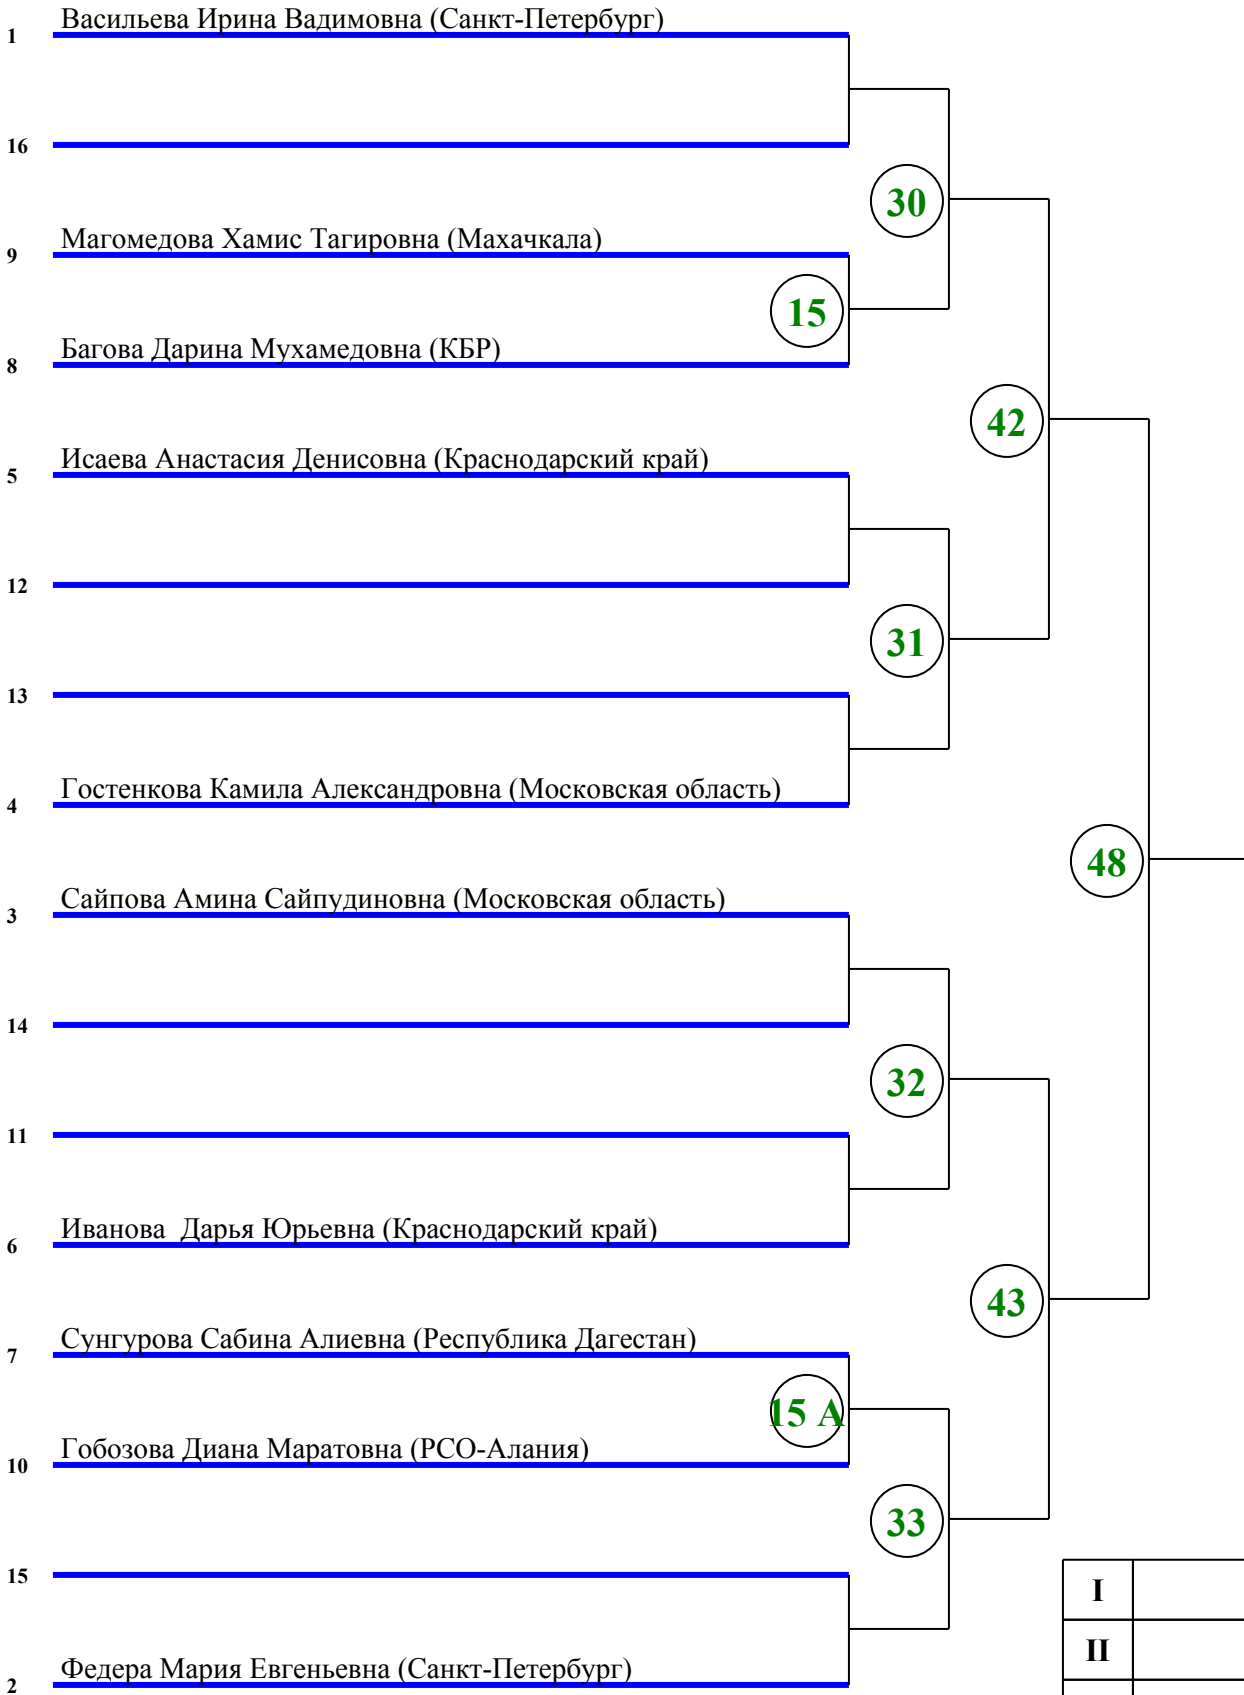 Васильева Ирина Вадимовна (Санкт-Петербург)
1
16
30
Магомедова Хамис Тагировна (Махачкала)
9
15
Багова Дарина Мухамедовна (КБР)
8
42
Исаева Анастасия Денисовна (Краснодарский край)
5
12
31
13
Гостенкова Камила Александровна (Московская область)
4
48
Сайпова Амина Сайпудиновна (Московская область)
3
14
32
11
Иванова  Дарья Юрьевна (Краснодарский край)
6
43
Сунгурова Сабина Алиевна (Республика Дагестан)
7
15 А
Гобозова Диана Маратовна (РСО-Алания)
10
33
15
I
II
Федера Мария Евгеньевна (Санкт-Петербург)
2